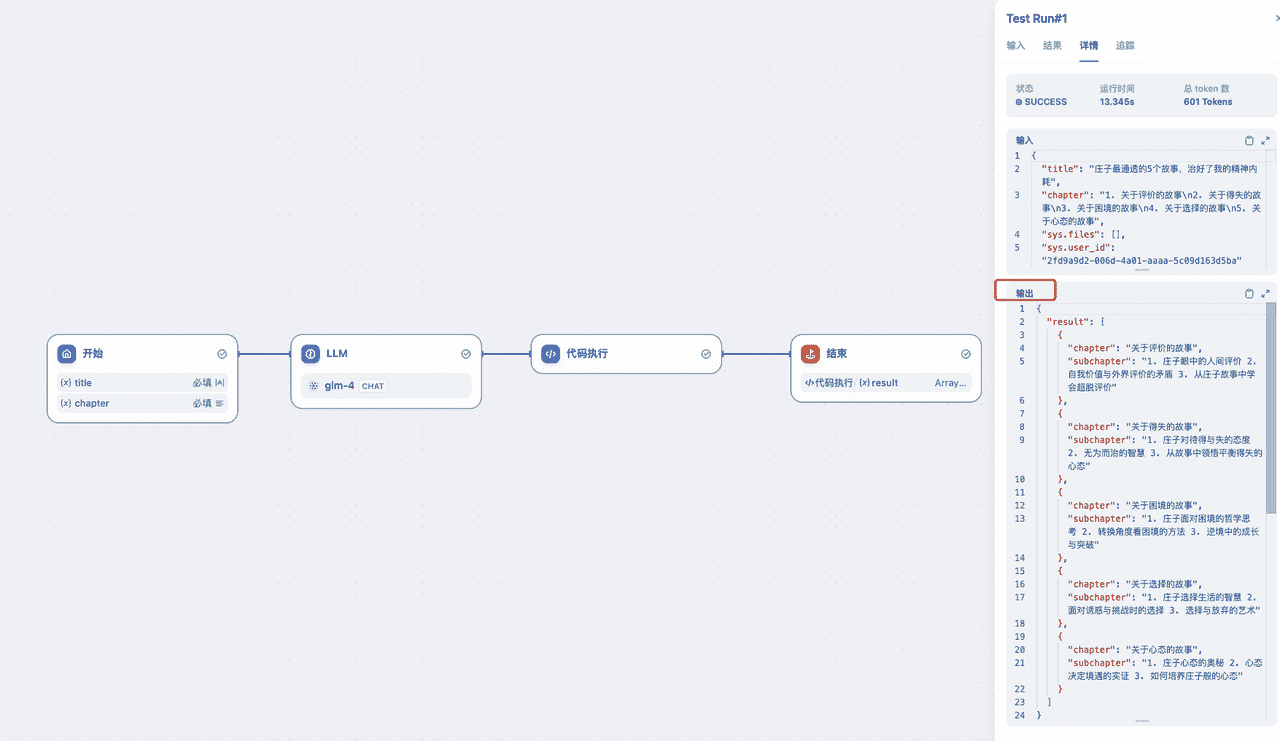 开始
(x) title 必填
(x) chapter 必填
LLM
glm-4 CHAT
代码执行
结束
代码执行 / (x) result Array...
Test Run#1
输入 结果 详情 追踪
状态 运行时间 总 token 数
SUCCESS 13.345s 601 Tokens
输入
1 {
2 "title": "庄子最通透的5个故事，治好了我的精神内
耗",
3 "chapter": "1. 关于评价的故事\n2. 关于得失的故
事\n3. 关于困境的故事\n4. 关于选择的故事\n5. 关
于心态的故事",
4 "sys.files": [],
5 "sys.user_id":
"2fd9a9d2-006d-4a01-aaaa-5c09d163d5ba"
输出
1 {
2 "result": [
3 {
4 "chapter": "关于评价的故事",
5 "subchapter": "1. 庄子眼中的人间评价 2.
自我价值与外界评价的矛盾 3. 从庄子故事中学
会超脱评价"
6 },
7 {
8 "chapter": "关于得失的故事",
9 "subchapter": "1. 庄子对待得与失的态度
2. 无为而治的智慧 3. 从故事中领悟平衡得失的
心态"
10 },
11 {
12 "chapter": "关于困境的故事",
13 "subchapter": "1. 庄子面对困境的哲学思
考 2. 转换角度看困境的方法 3. 逆境中的成长
与突破"
14 },
15 {
16 "chapter": "关于选择的故事",
17 "subchapter": "1. 庄子选择生活的智慧 2.
面对诱惑与挑战时的选择 3. 选择与放弃的艺术"
18 },
19 {
20 "chapter": "关于心态的故事",
21 "subchapter": "1. 庄子心态的奥秘 2. 心态
决定境遇的实证 3. 如何培养庄子般的心态"
22 }
23 ]
24 }